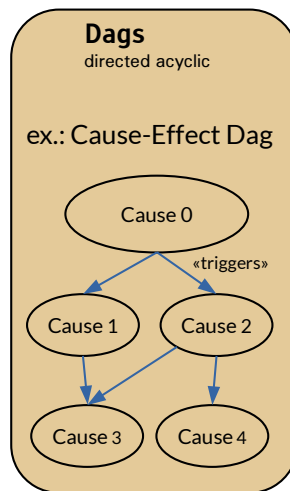 Dags
directed acyclic
ex.: Cause-Effect Dag
Cause 0
«triggers»
Cause 1
Cause 2
Cause 3
Cause 4